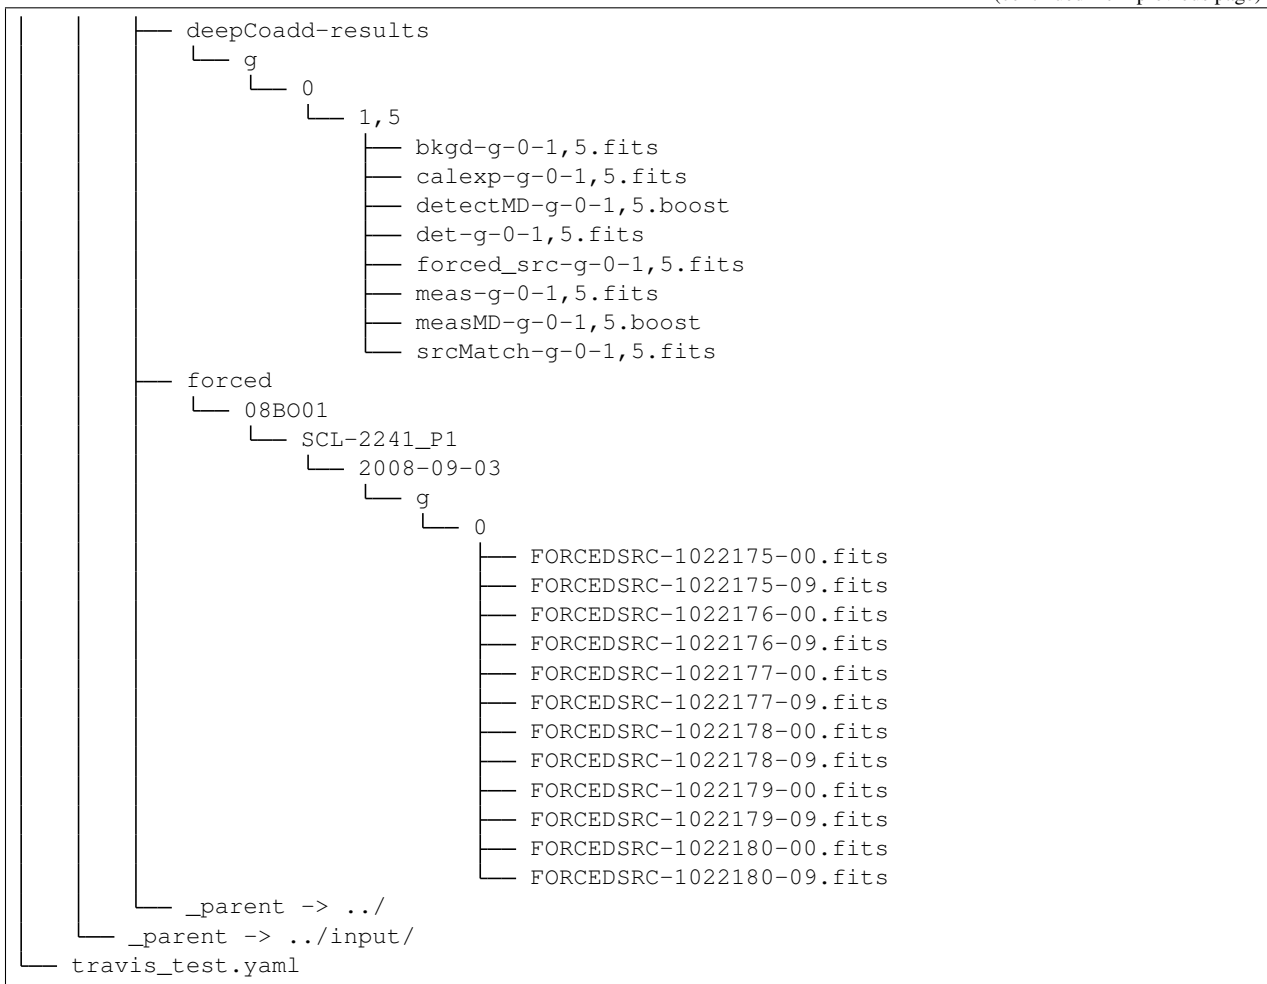 │   │   ├── deepCoadd-results
│   │   │   └── g
│   │   │       └── 0
│   │   │           └── 1,5
│   │   │               ├── bkgd-g-0-1,5.fits
│   │   │               ├── calexp-g-0-1,5.fits
│   │   │               ├── detectMD-g-0-1,5.boost
│   │   │               ├── det-g-0-1,5.fits
│   │   │               ├── forced_src-g-0-1,5.fits
│   │   │               ├── meas-g-0-1,5.fits
│   │   │               ├── measMD-g-0-1,5.boost
│   │   │               └── srcMatch-g-0-1,5.fits
│   │   ├── forced
│   │   │   └── 08BO01
│   │   │       └── SCL-2241_P1
│   │   │           └── 2008-09-03
│   │   │               └── g
│   │   │                   └── 0
│   │   │                       ├── FORCEDSRC-1022175-00.fits
│   │   │                       ├── FORCEDSRC-1022175-09.fits
│   │   │                       ├── FORCEDSRC-1022176-00.fits
│   │   │                       ├── FORCEDSRC-1022176-09.fits
│   │   │                       ├── FORCEDSRC-1022177-00.fits
│   │   │                       ├── FORCEDSRC-1022177-09.fits
│   │   │                       ├── FORCEDSRC-1022178-00.fits
│   │   │                       ├── FORCEDSRC-1022178-09.fits
│   │   │                       ├── FORCEDSRC-1022179-00.fits
│   │   │                       ├── FORCEDSRC-1022179-09.fits
│   │   │                       ├── FORCEDSRC-1022180-00.fits
│   │   │                       └── FORCEDSRC-1022180-09.fits
│   │   └── _parent -> ../
│   └── _parent -> ../input/
└── travis_test.yaml